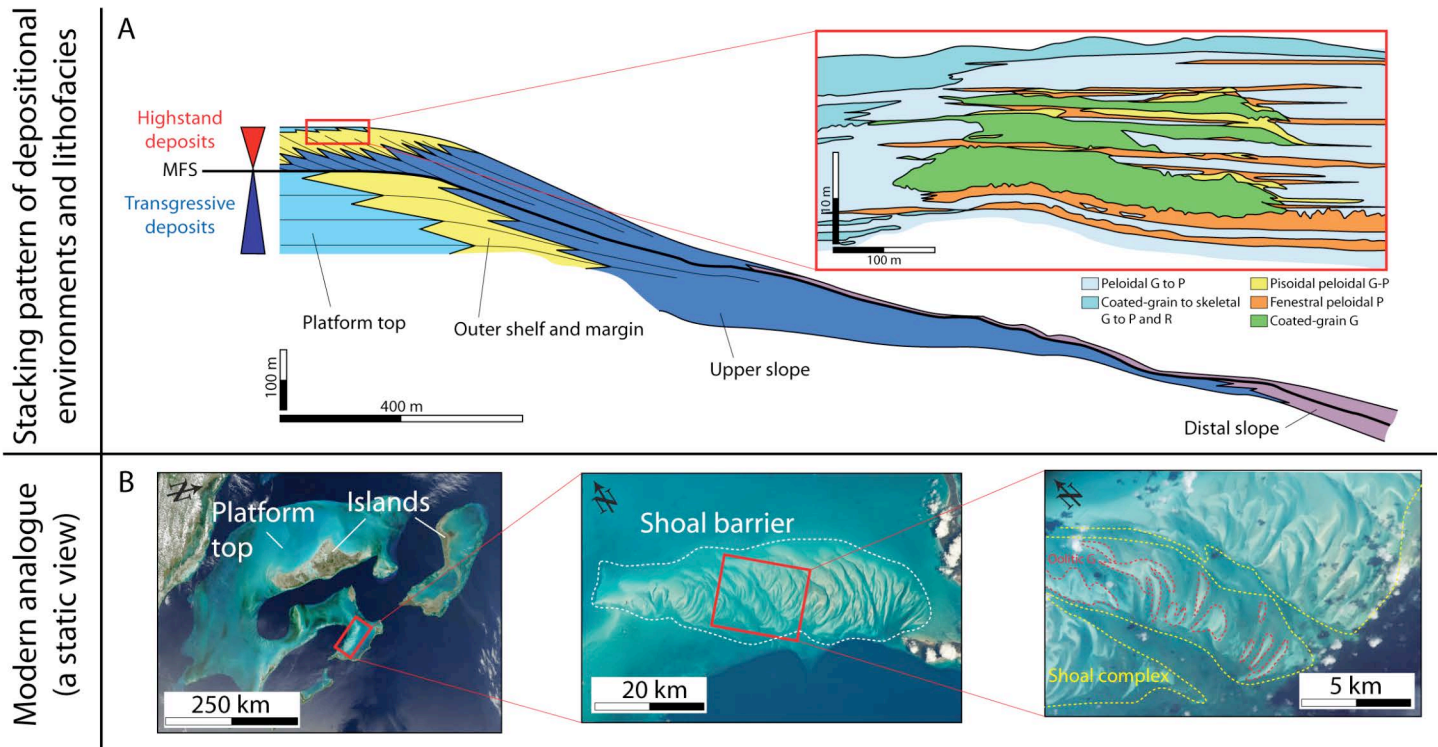 Stacking pattern of depositional
environments and lithofacies
A
Highstand
deposits
MFS
Transgressive
deposits
Platform top
Outer shelf and margin
Upper slope
Distal slope
100 m
400 m
10 m
100 m
Peloidal G to P
Coated-grain to skeletal
G to P and R
Pisoidal peloidal G-P
Fenestral peloidal P
Coated-grain G
Modern analogue
(a static view)
B
N
Platform
top
Islands
250 km
N
Shoal barrier
20 km
N
Oolitic G
Shoal complex
5 km